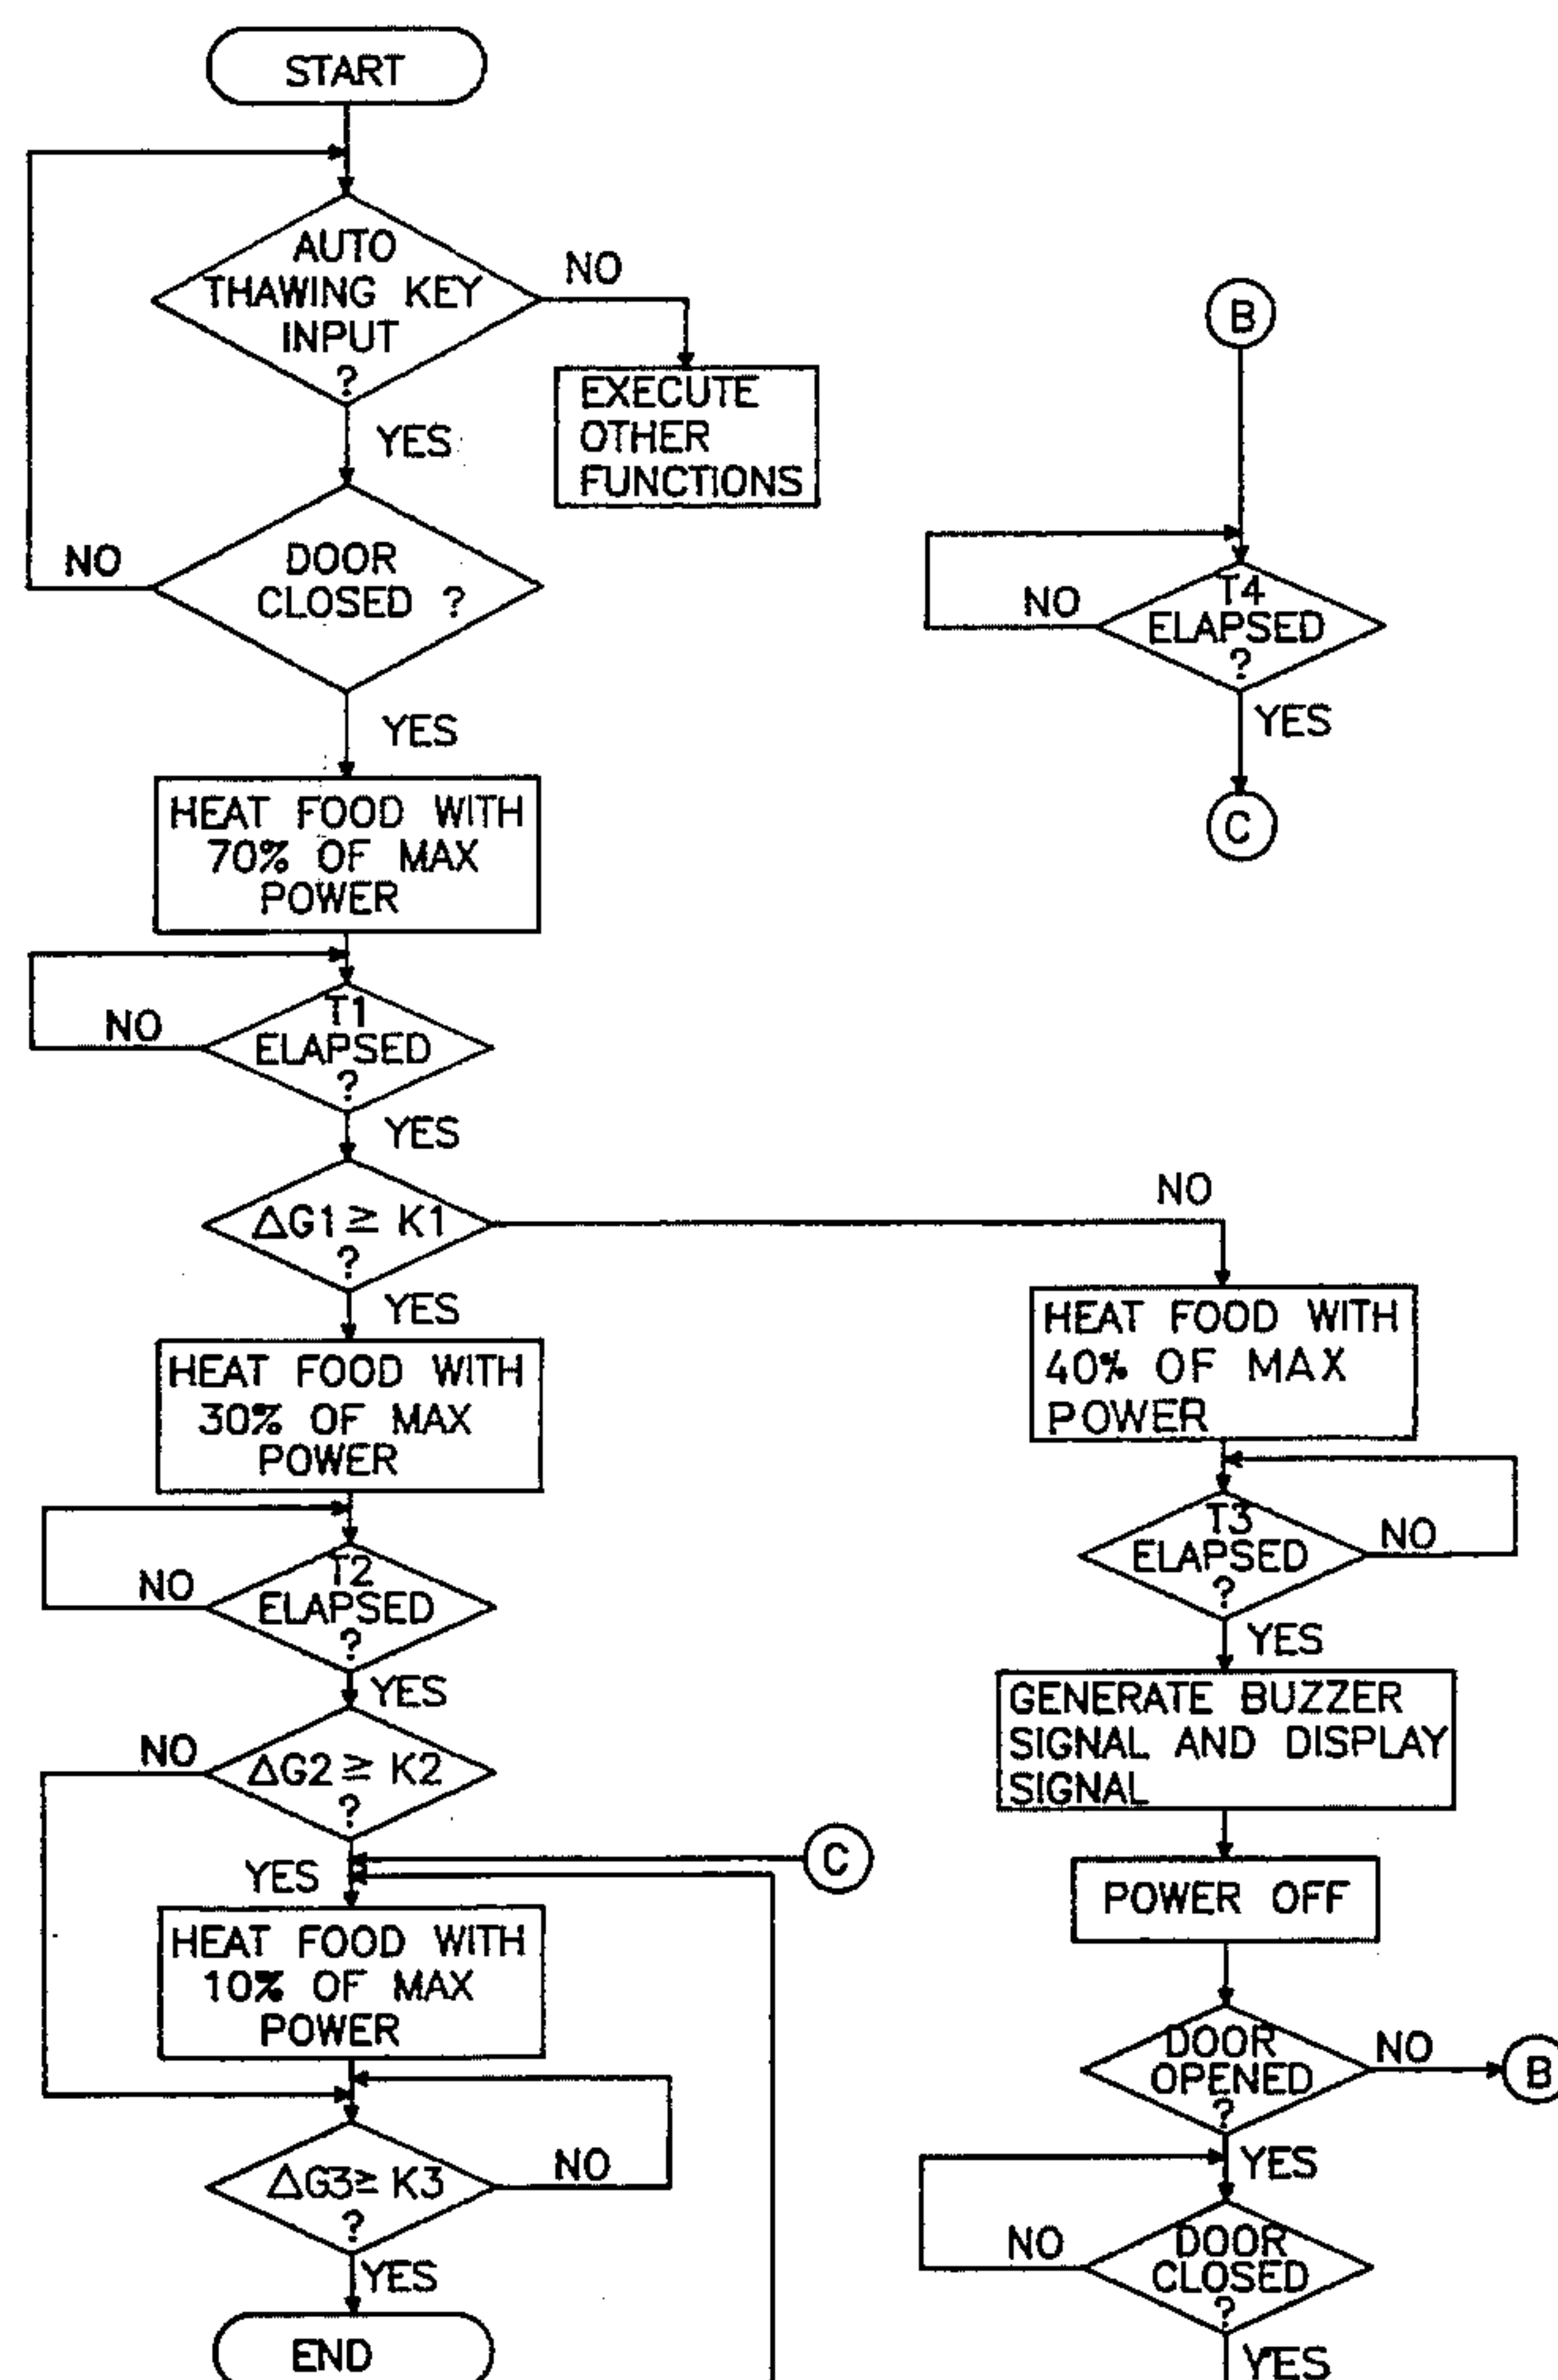 START
AUTO
THAWING KEY
INPUT
?
NO
EXECUTE
OTHER
FUNCTIONS
YES
DOOR
CLOSED ?
NO
YES
HEAT FOOD WITH
70% OF MAX
POWER
T1
ELAPSED
?
NO
YES
ΔG1 ≥ K1
?
NO
YES
HEAT FOOD WITH
30% OF MAX
POWER
T2
ELAPSED
?
NO
YES
ΔG2 ≥ K2
?
NO
YES
C
HEAT FOOD WITH
10% OF MAX
POWER
ΔG3 ≥ K3
?
NO
YES
END
B
T4
ELAPSED
?
NO
YES
C
HEAT FOOD WITH
40% OF MAX
POWER
T3
ELAPSED
?
NO
YES
GENERATE BUZZER
SIGNAL AND DISPLAY
SIGNAL
POWER OFF
DOOR
OPENED
?
NO
B
YES
DOOR
CLOSED
?
NO
YES